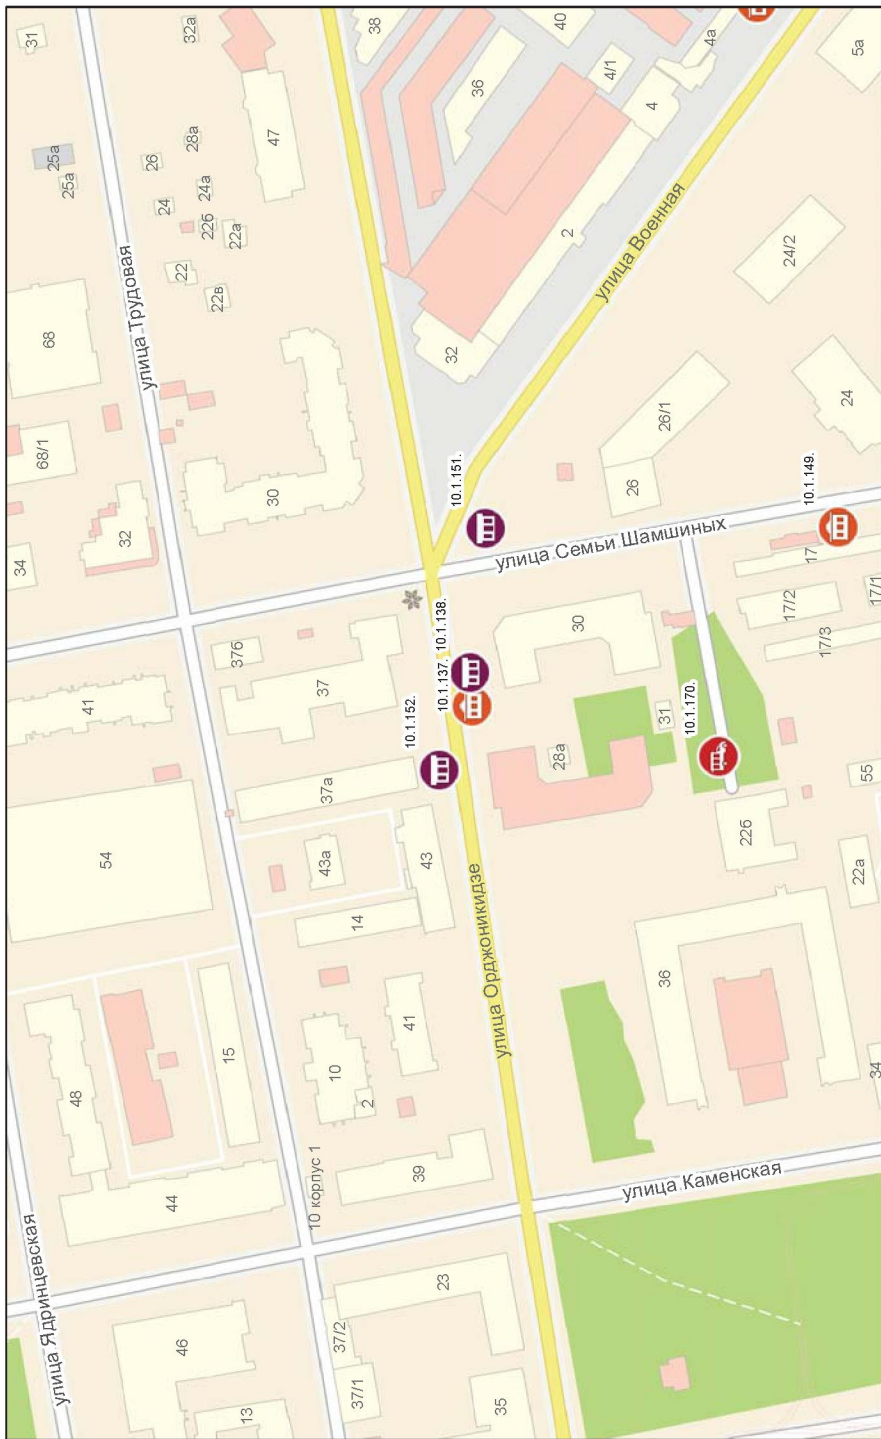 31
32а
38
40
4а
5а
36
4/1
4
47
28а
25а
25а
26
24
24а
22б
22а
22
22в
2
улица Военная
24/2
68
улица Трудовая
32
26/1
24
68/1
30
10.1.151.
26
10.1.149.
34
32
улица Семьи Шамшиных
17
17/2
17/1
17/3
37б
10.1.138.
30
41
37
10.1.137.
10.1.152.
31
10.1.170.
28а
37а
55
54
43а
43
22б
22а
14
улица Орджоникидзе
36
41
15
48
10
2
34
10 корпус 1
39
44
улица Каменская
улица Ядринцевская
23
46
37/2
37/1
35
13